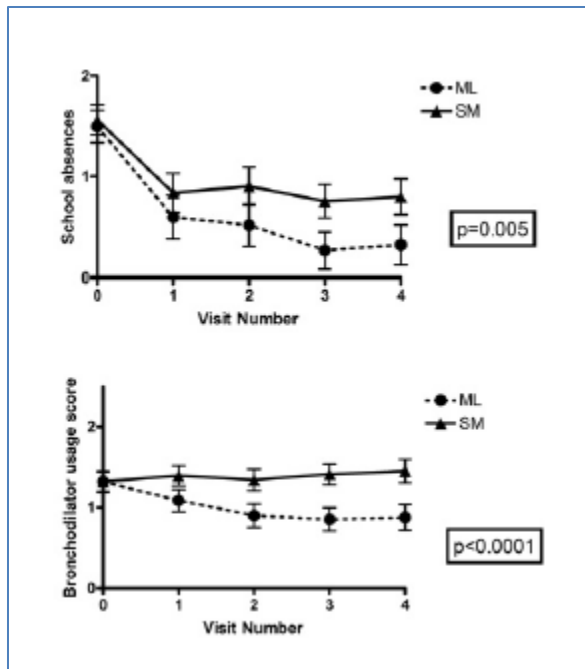 2
ML
SM
School absences
1
p=0.005
0
0 1 2 3 4
Visit Number
ML
SM
Bronchodilator usage score
2
1
p<0.0001
0
0 1 2 3 4
Visit Number